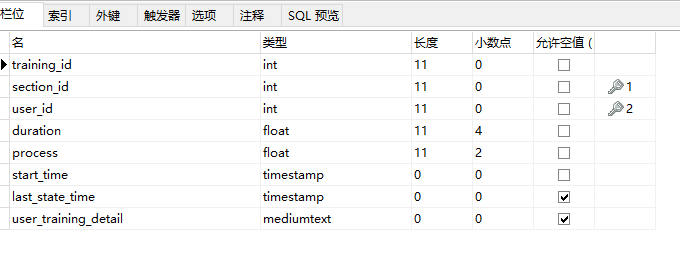 栏位 索引 外键 触发器 选项 注释 SQL 预览
名 类型 长度 小数点 允许空值 (
training_id int 11 0
section_id int 11 0 1
user_id int 11 0 2
duration float 11 4
process float 11 2
start_time timestamp 0 0
last_state_time timestamp 0 0
user_training_detail mediumtext 0 0